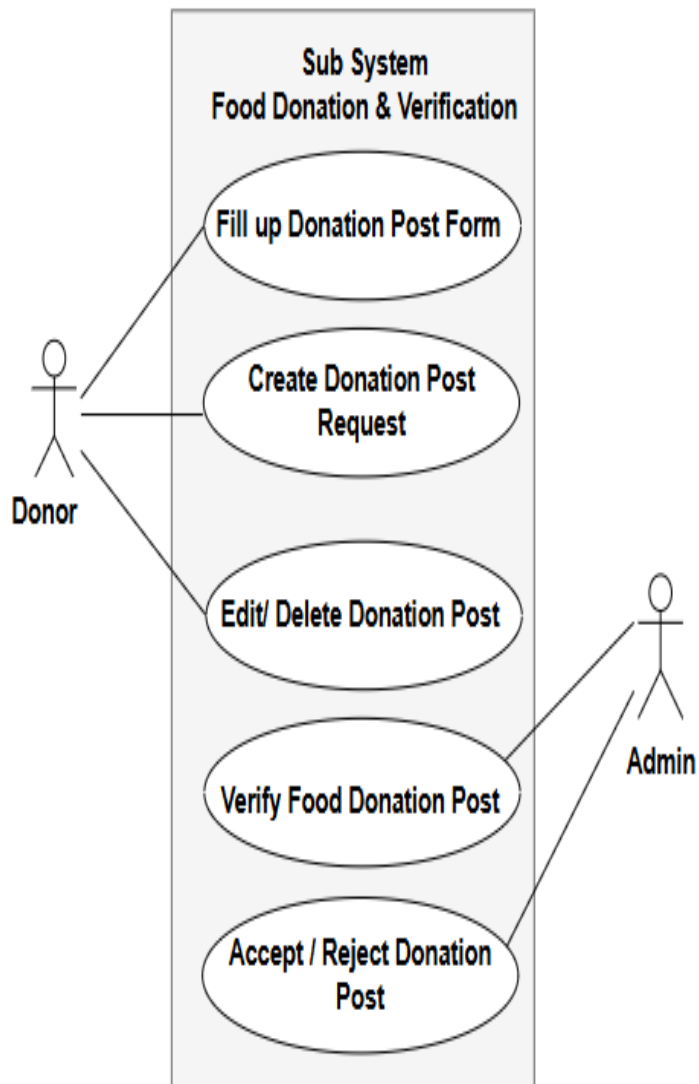 Sub System
Food Donation & Verification
Fill up Donation Post Form
Create Donation Post
Request
Donor
Edit/ Delete Donation Post
Verify Food Donation Post
Admin
Accept / Reject Donation
Post